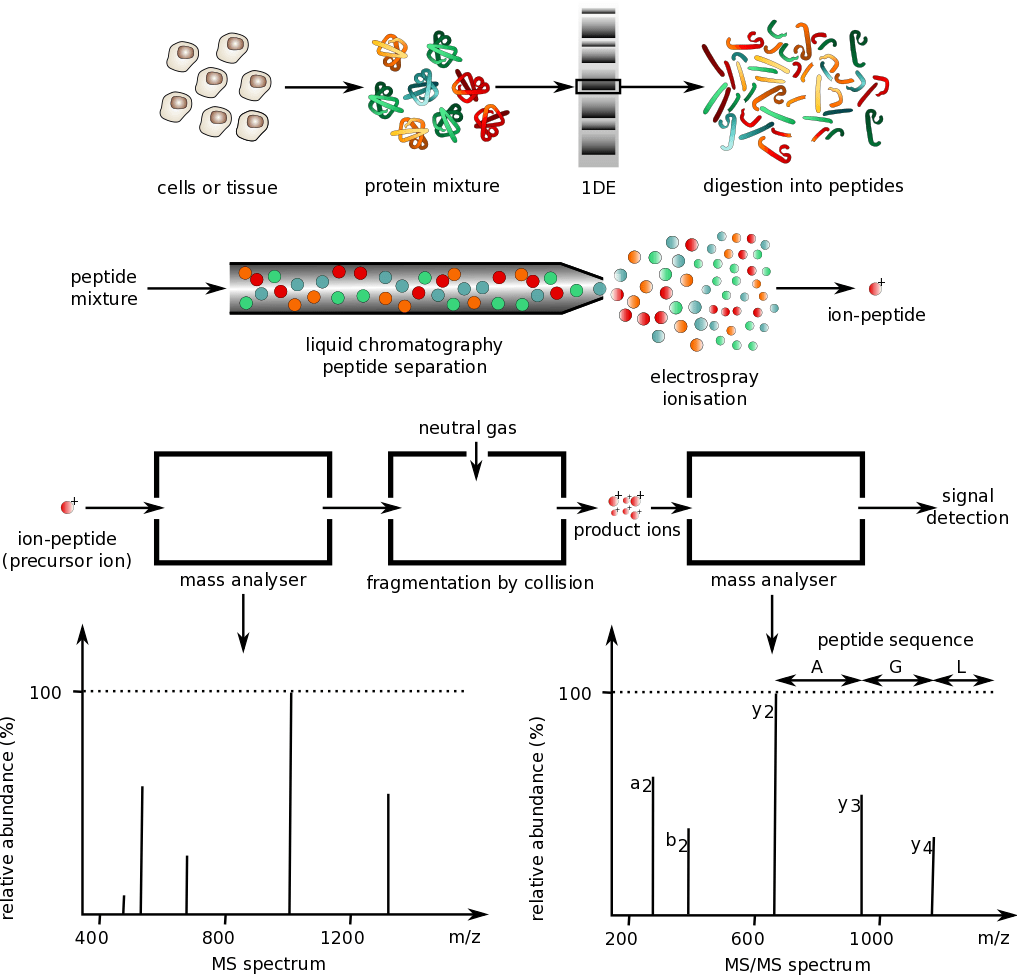 cells or tissue
protein mixture
1DE
digestion into peptides
peptide
mixture
liquid chromatography
peptide separation
electrospray
ionisation
+
ion-peptide
neutral gas
+
ion-peptide
(precursor ion)
mass analyser
fragmentation by collision
+ + +
+ + +
product ions
mass analyser
signal
detection
100
relative abundance (%)
400
800
1200
m/z
MS spectrum
peptide sequence
A
G
L
100
relative abundance (%)
a2
b2
y2
y3
y4
200
600
1000
m/z
MS/MS spectrum